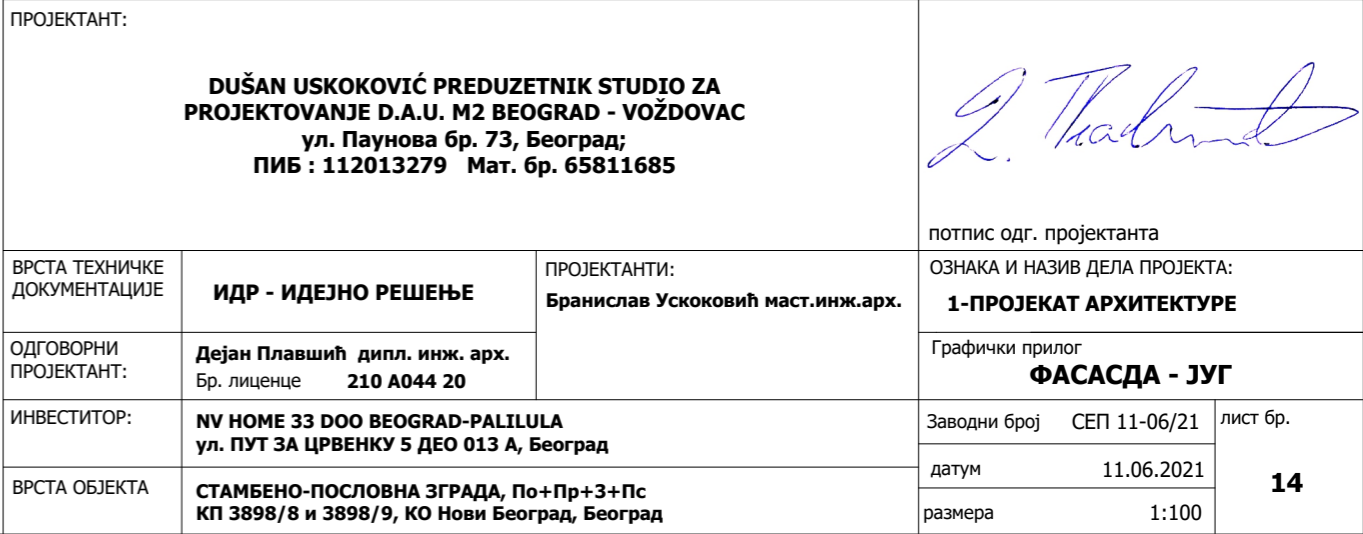 ПРОЈЕКТАНТ:
DUŠAN USKOKOVIĆ PREDUZETNIK STUDIO ZA
PROJEKTOVANJE D.A.U. M2 BEOGRAD - VOŽDOVAC
ул. Паунова бр. 73, Београд;
ПИБ : 112013279 Мат. бр. 65811685
потпис одг. пројектанта
ВРСТА ТЕХНИЧКЕ
ДОКУМЕНТАЦИЈЕ
ИДР - ИДЕЈНО РЕШЕЊЕ
ПРОЈЕКТАНТИ:
Бранислав Ускоковић маст.инж.арх.
ОЗНАКА И НАЗИВ ДЕЛА ПРОЈЕКТА:
1-ПРОЈЕКАТ АРХИТЕКТУРЕ
ОДГОВОРНИ
ПРОЈЕКТАНТ:
Дејан Плавшић дипл. инж. арх.
Бр. лиценце 210 А044 20
Графички прилог
ФАСАСДА - ЈУГ
ИНВЕСТИТОР:
NV HOME 33 DOO BEOGRAD-PALILULA
ул. ПУТ ЗА ЦРВЕНКУ 5 ДЕО 013 А, Београд
Заводни број СЕП 11-06/21
лист бр.
датум 11.06.2021
14
ВРСТА ОБЈЕКТА
СТАМБЕНО-ПОСЛОВНА ЗГРАДА, По+Пр+3+Пс
КП 3898/8 и 3898/9, КО Нови Београд, Београд
размера 1:100